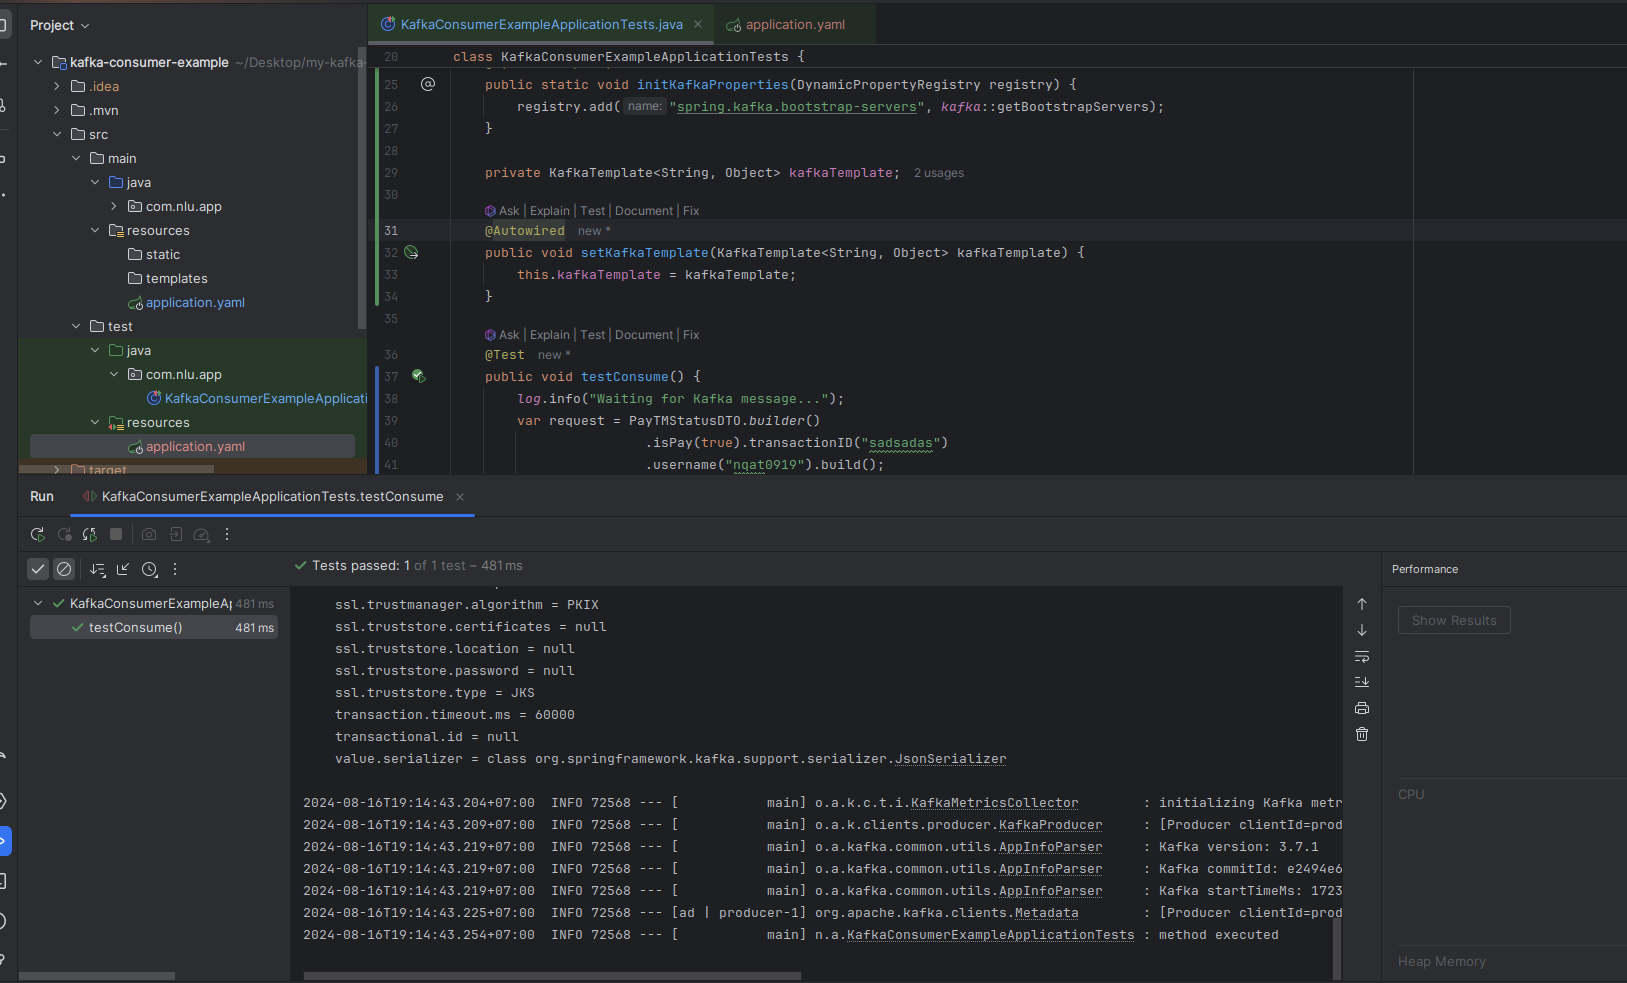 Project
KafkaConsumerExampleApplicationTests.java
application.yaml
kafka-consumer-example ~/Desktop/my-kafka-
.idea
.mvn
src
main
java
com.nlu.app
resources
static
templates
application.yaml
test
java
com.nlu.app
KafkaConsumerExampleApplicati
resources
application.yaml
target
20 class KafkaConsumerExampleApplicationTests {
25 public static void initKafkaProperties(DynamicPropertyRegistry registry) {
26 registry.add( name: "spring.kafka.bootstrap-servers", kafka::getBootstrapServers);
27 }
28
29 private KafkaTemplate<String, Object> kafkaTemplate; 2 usages
30
Ask | Explain | Test | Document | Fix
31 @Autowired new *
32 public void setKafkaTemplate(KafkaTemplate<String, Object> kafkaTemplate) {
33 this.kafkaTemplate = kafkaTemplate;
34 }
35
Ask | Explain | Test | Document | Fix
36 @Test new *
37 public void testConsume() {
38 log.info("Waiting for Kafka message...");
39 var request = PayTMStatusDTO.builder()
40 .isPay(true).transactionID("sadsadas")
41 .username("nqat0919").build();
Run KafkaConsumerExampleApplicationTests.testConsume
Tests passed: 1 of 1 test – 481 ms
KafkaConsumerExampleA 481 ms
testConsume() 481 ms
ssl.trustmanager.algorithm = PKIX
ssl.truststore.certificates = null
ssl.truststore.location = null
ssl.truststore.password = null
ssl.truststore.type = JKS
transaction.timeout.ms = 60000
transactional.id = null
value.serializer = class org.springframework.kafka.support.serializer.JsonSerializer
2024-08-16T19:14:43.204+07:00 INFO 72568 --- [ main] o.a.k.c.t.i.KafkaMetricsCollector : initializing Kafka metr
2024-08-16T19:14:43.209+07:00 INFO 72568 --- [ main] o.a.k.clients.producer.KafkaProducer : [Producer clientId=prod
2024-08-16T19:14:43.219+07:00 INFO 72568 --- [ main] o.a.kafka.common.utils.AppInfoParser : Kafka version: 3.7.1
2024-08-16T19:14:43.219+07:00 INFO 72568 --- [ main] o.a.kafka.common.utils.AppInfoParser : Kafka commitId: e2494e6
2024-08-16T19:14:43.219+07:00 INFO 72568 --- [ main] o.a.kafka.common.utils.AppInfoParser : Kafka startTimeMs: 1723
2024-08-16T19:14:43.225+07:00 INFO 72568 --- [ad | producer-1] org.apache.kafka.clients.Metadata : [Producer clientId=prod
2024-08-16T19:14:43.254+07:00 INFO 72568 --- [ main] n.a.KafkaConsumerExampleApplicationTests : method executed
Performance
Show Results
CPU
Heap Memory